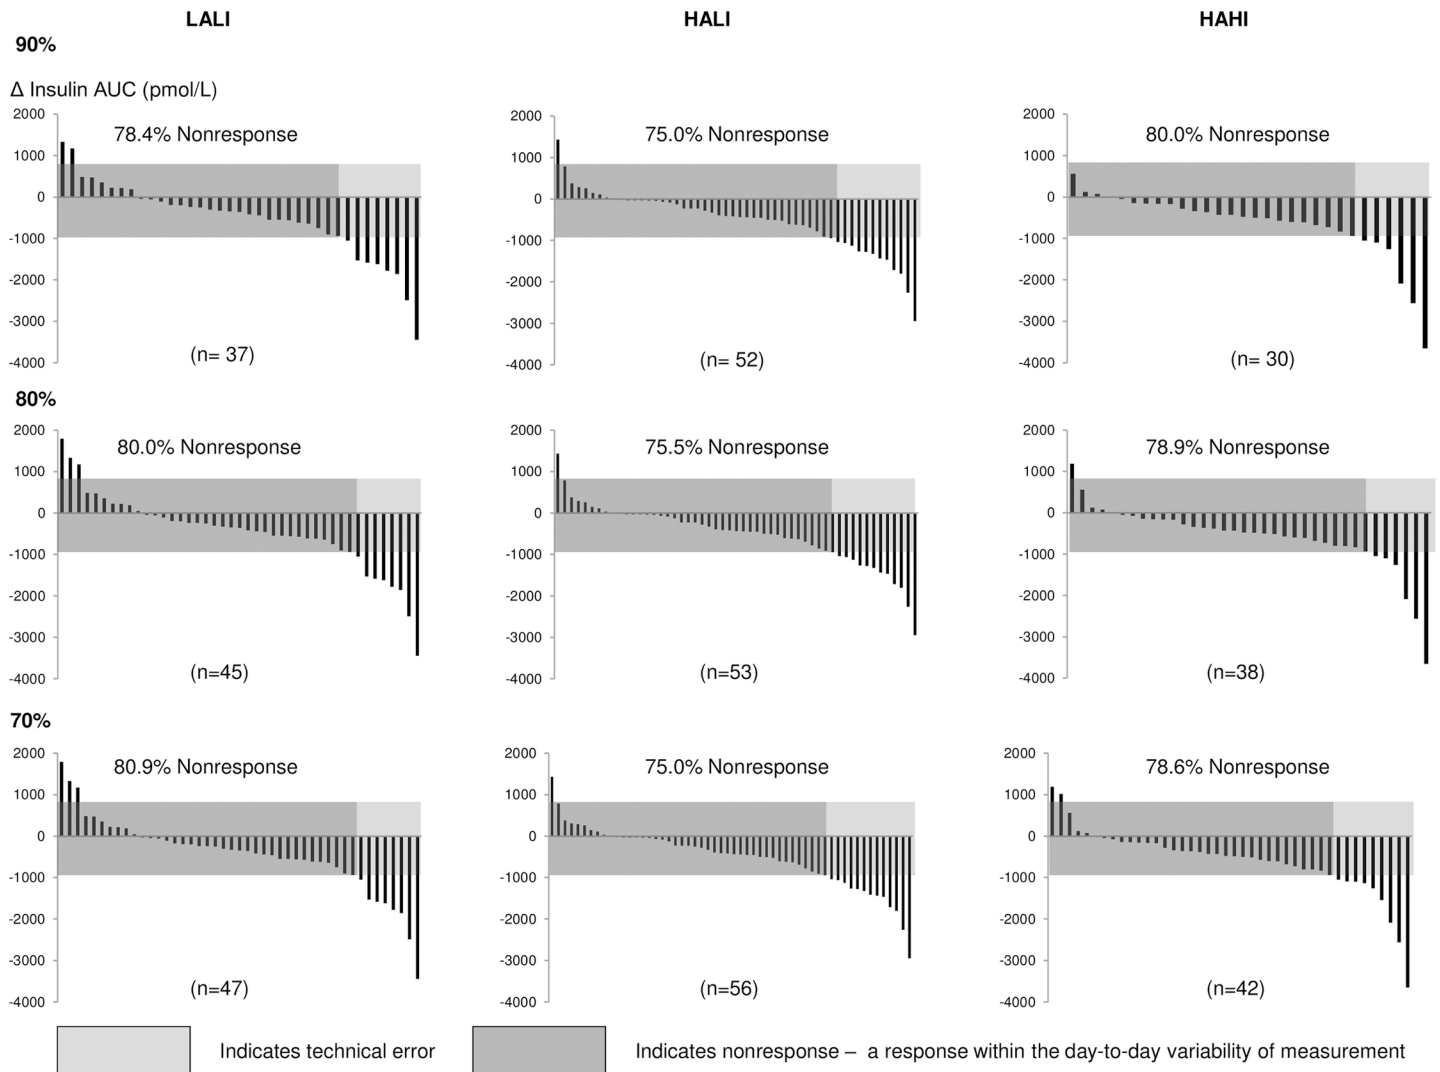 LALI HALI HAHI
90%
Δ Insulin AUC (pmol/L)
2000 2000 2000
78.4% Nonresponse 75.0% Nonresponse 80.0% Nonresponse
1000 1000 1000
0 0 0
-1000 -1000 -1000
-2000 -2000 -2000
-3000 -3000 -3000
(n= 37) (n= 52) (n= 30)
-4000 -4000 -4000
80%
2000 2000 2000
80.0% Nonresponse 75.5% Nonresponse 78.9% Nonresponse
1000 1000 1000
0 0 0
-1000 -1000 -1000
-2000 -2000 -2000
-3000 -3000 -3000
(n=45) (n=53) (n=38)
-4000 -4000 -4000
70%
2000 2000 2000
80.9% Nonresponse 75.0% Nonresponse 78.6% Nonresponse
1000 1000 1000
0 0 0
-1000 -1000 -1000
-2000 -2000 -2000
-3000 -3000 -3000
(n=47) (n=56) (n=42)
-4000 -4000 -4000
Indicates technical error Indicates nonresponse – a response within the day-to-day variability of measurement